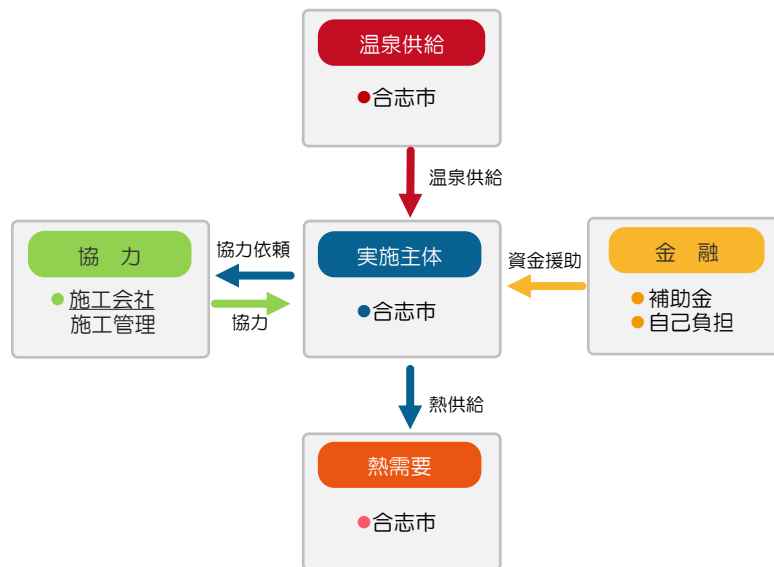 温泉供給
●合志市
温泉供給
協　力
●施工会社
施工管理
協力依頼
協力
実施主体
●合志市
資金援助
金　融
●補助金
●自己負担
熱供給
熱需要
●合志市